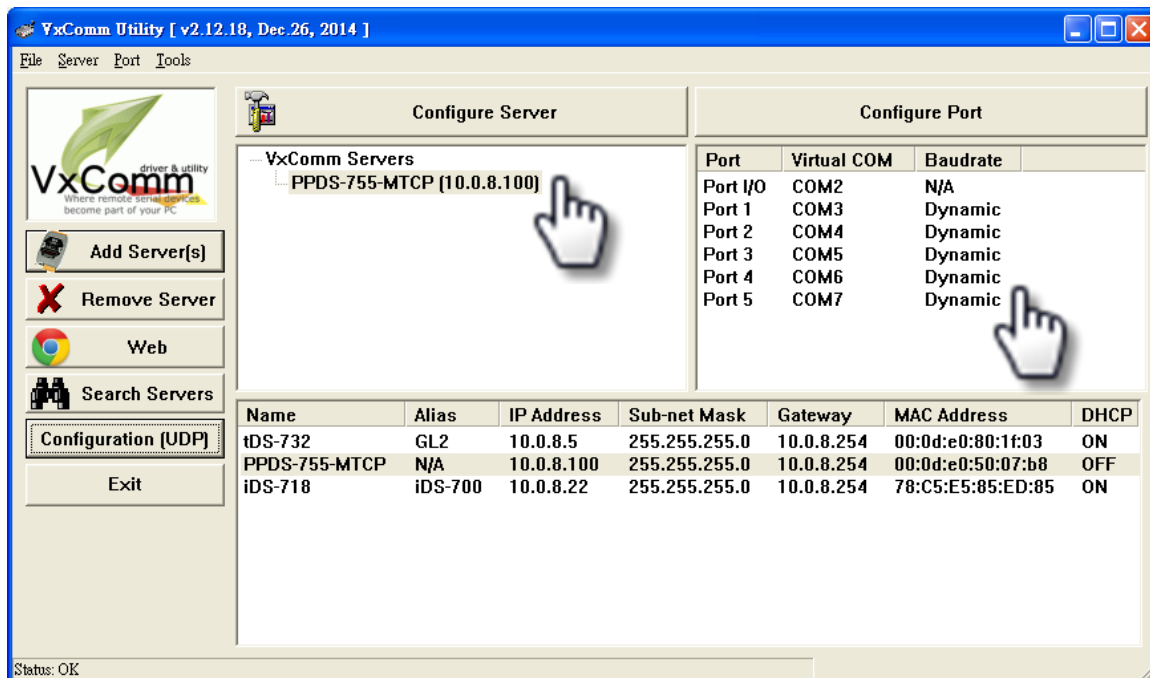 VxComm Utility [ v2.12.18, Dec.26, 2014 ]
File Server Port Tools
driver & utility
VxComm
Where remote serial devices
become part of your PC
Add Server(s)
Remove Server
Web
Search Servers
Configuration (UDP)
Exit
Configure Server
VxComm Servers
PPDS-755-MTCP (10.0.8.100)
Configure Port
Port Virtual COM Baudrate
Port I/O COM2 N/A
Port 1 COM3 Dynamic
Port 2 COM4 Dynamic
Port 3 COM5 Dynamic
Port 4 COM6 Dynamic
Port 5 COM7 Dynamic
Name Alias IP Address Sub-net Mask Gateway MAC Address DHCP
tDS-732 GL2 10.0.8.5 255.255.255.0 10.0.8.254 00:0d:e0:80:1f:03 ON
PPDS-755-MTCP N/A 10.0.8.100 255.255.255.0 10.0.8.254 00:0d:e0:50:07:b8 OFF
iDS-718 iDS-700 10.0.8.22 255.255.255.0 10.0.8.254 78:C5:E5:85:ED:85 ON
Status: OK